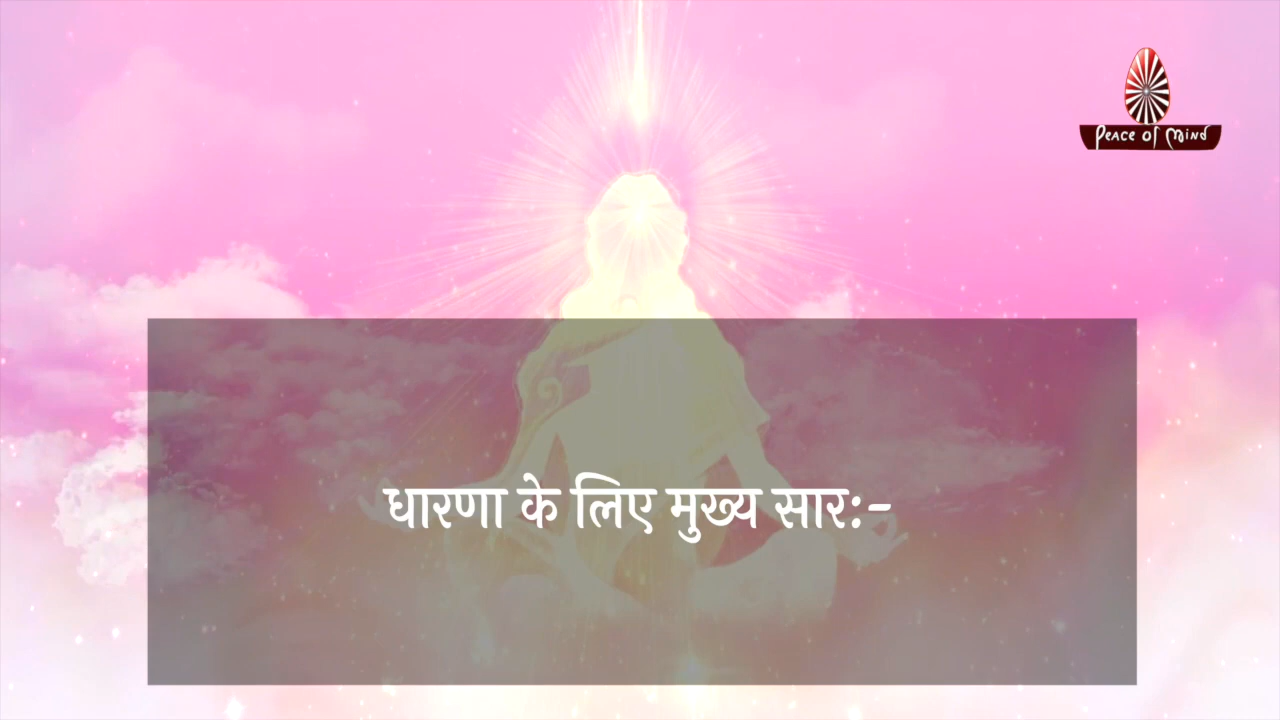 Peace of Mind
धारणा के लिए मुख्य सार:-